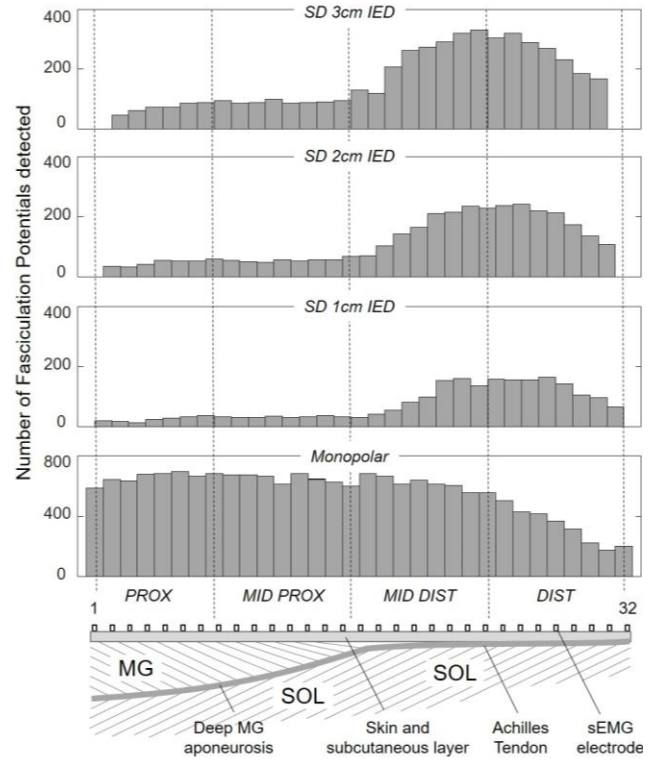 SD 3cm IED
400
200
0
SD 2cm IED
400
200
0
SD 1cm IED
400
200
0
Monopolar
800
400
0
Number of Fasciculation Potentials detected
PROX MID PROX MID DIST DIST
1 32
MG
SOL SOL
Deep MG aponeurosis
Skin and subcutaneous layer
Achilles Tendon
sEMG electrode